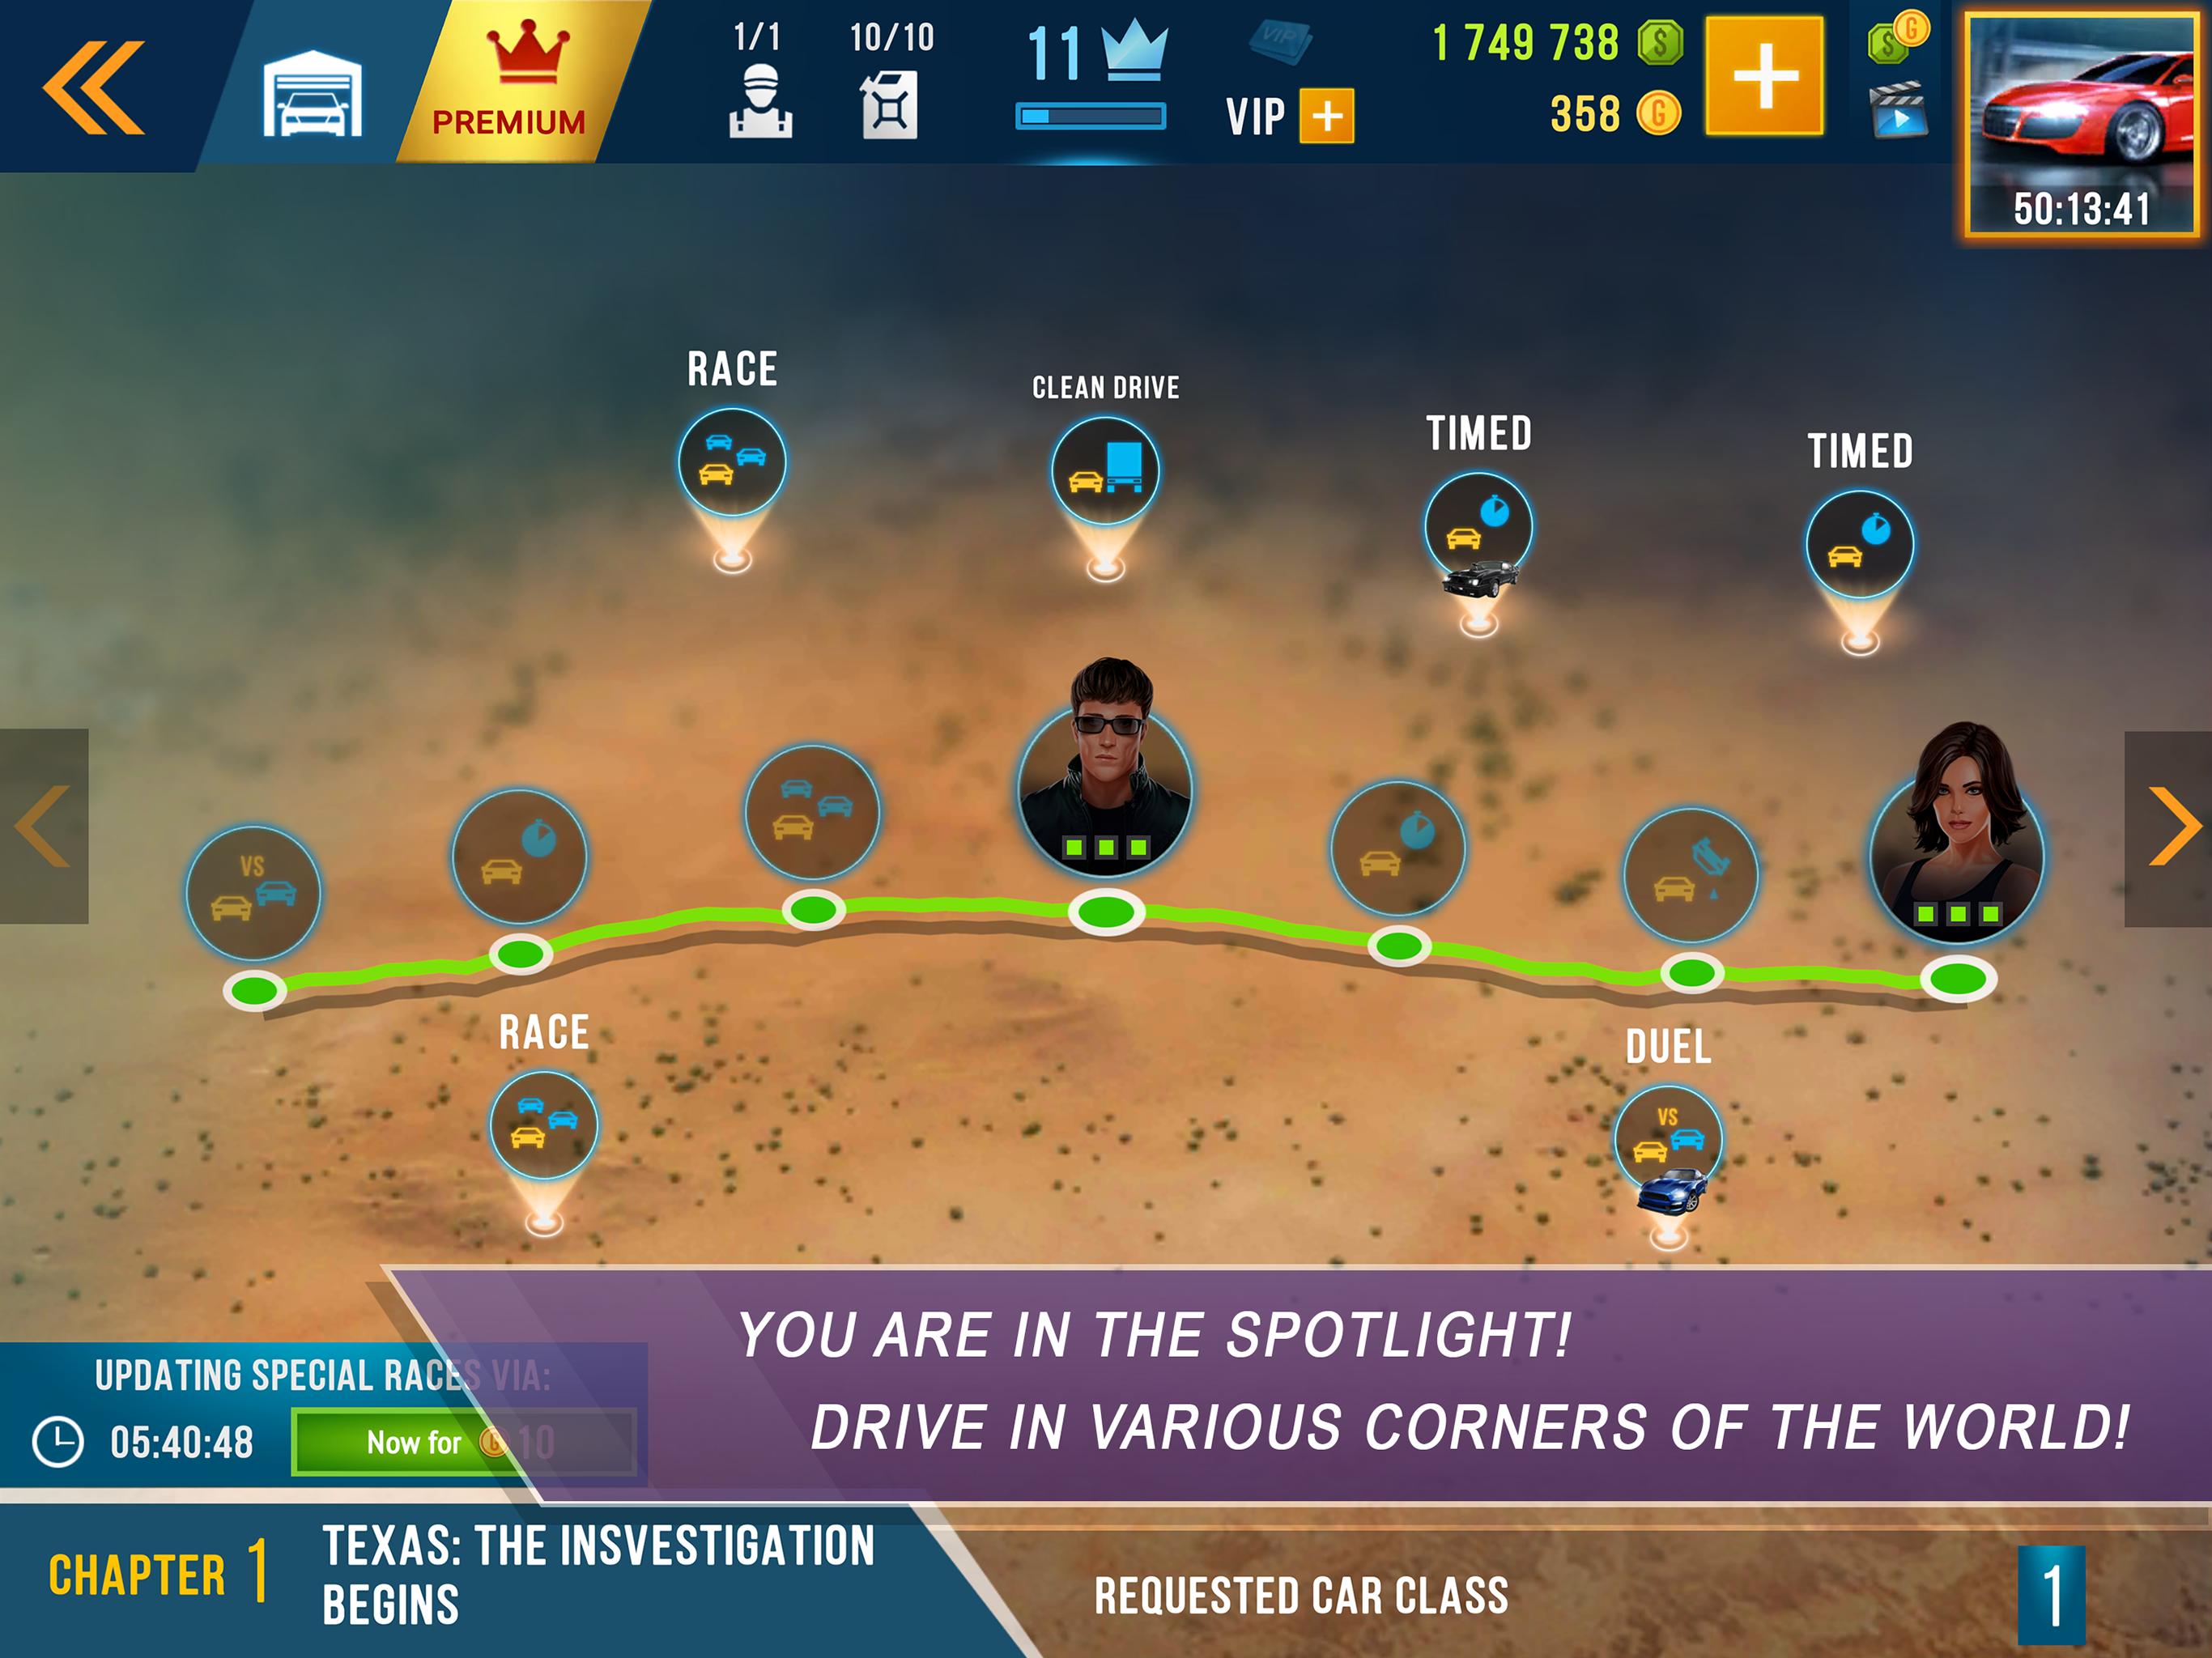 PREMIUM
1/1
10/10
11
VIP
VIP
1 749 738
$
358
G
$
G
50:13:41
RACE
CLEAN DRIVE
TIMED
TIMED
VS
RACE
DUEL
VS
YOU ARE IN THE SPOTLIGHT!
DRIVE IN VARIOUS CORNERS OF THE WORLD!
UPDATING SPECIAL RACES VIA:
05:40:48
Now for G 10
CHAPTER 1
TEXAS: THE INSVESTIGATION
BEGINS
REQUESTED CAR CLASS
1